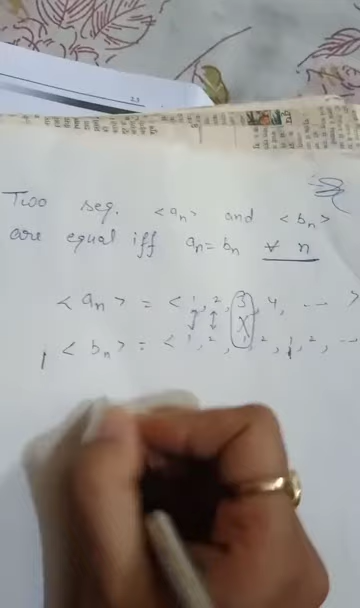 Two seq. <an> and <bn>
are equal iff an = bn ∀ n
<an> = < 1, 2, 3, 4, --- >
<bn> = < 1, 2, 1, 2, 1, 2, ---